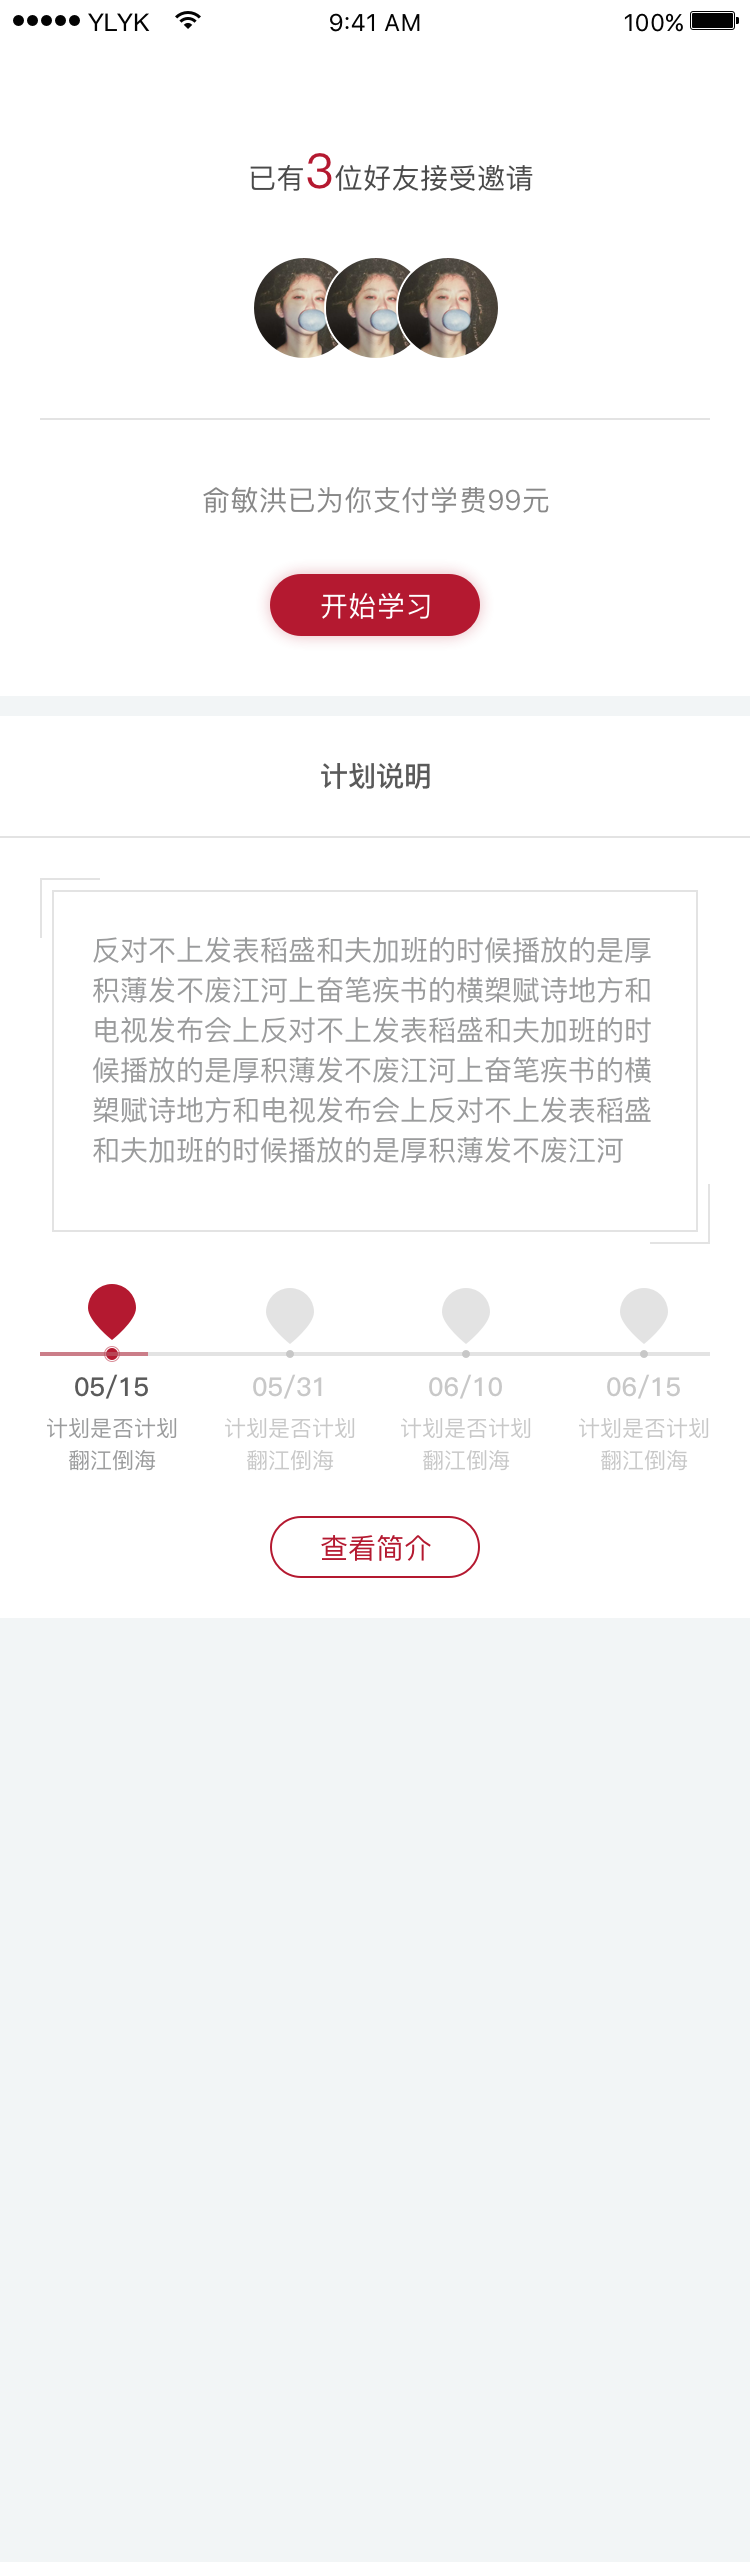 YLYK 9:41 AM 100%
已有3位好友接受邀请
俞敏洪已为你支付学费99元
开始学习
计划说明
反对不上发表稻盛和夫加班的时候播放的是厚
积薄发不废江河上奋笔疾书的横槊赋诗地方和
电视发布会上反对不上发表稻盛和夫加班的时
候播放的是厚积薄发不废江河上奋笔疾书的横
槊赋诗地方和电视发布会上反对不上发表稻盛
和夫加班的时候播放的是厚积薄发不废江河
05/15 05/31 06/10 06/15
计划是否计划 计划是否计划 计划是否计划 计划是否计划
翻江倒海 翻江倒海 翻江倒海 翻江倒海
查看简介